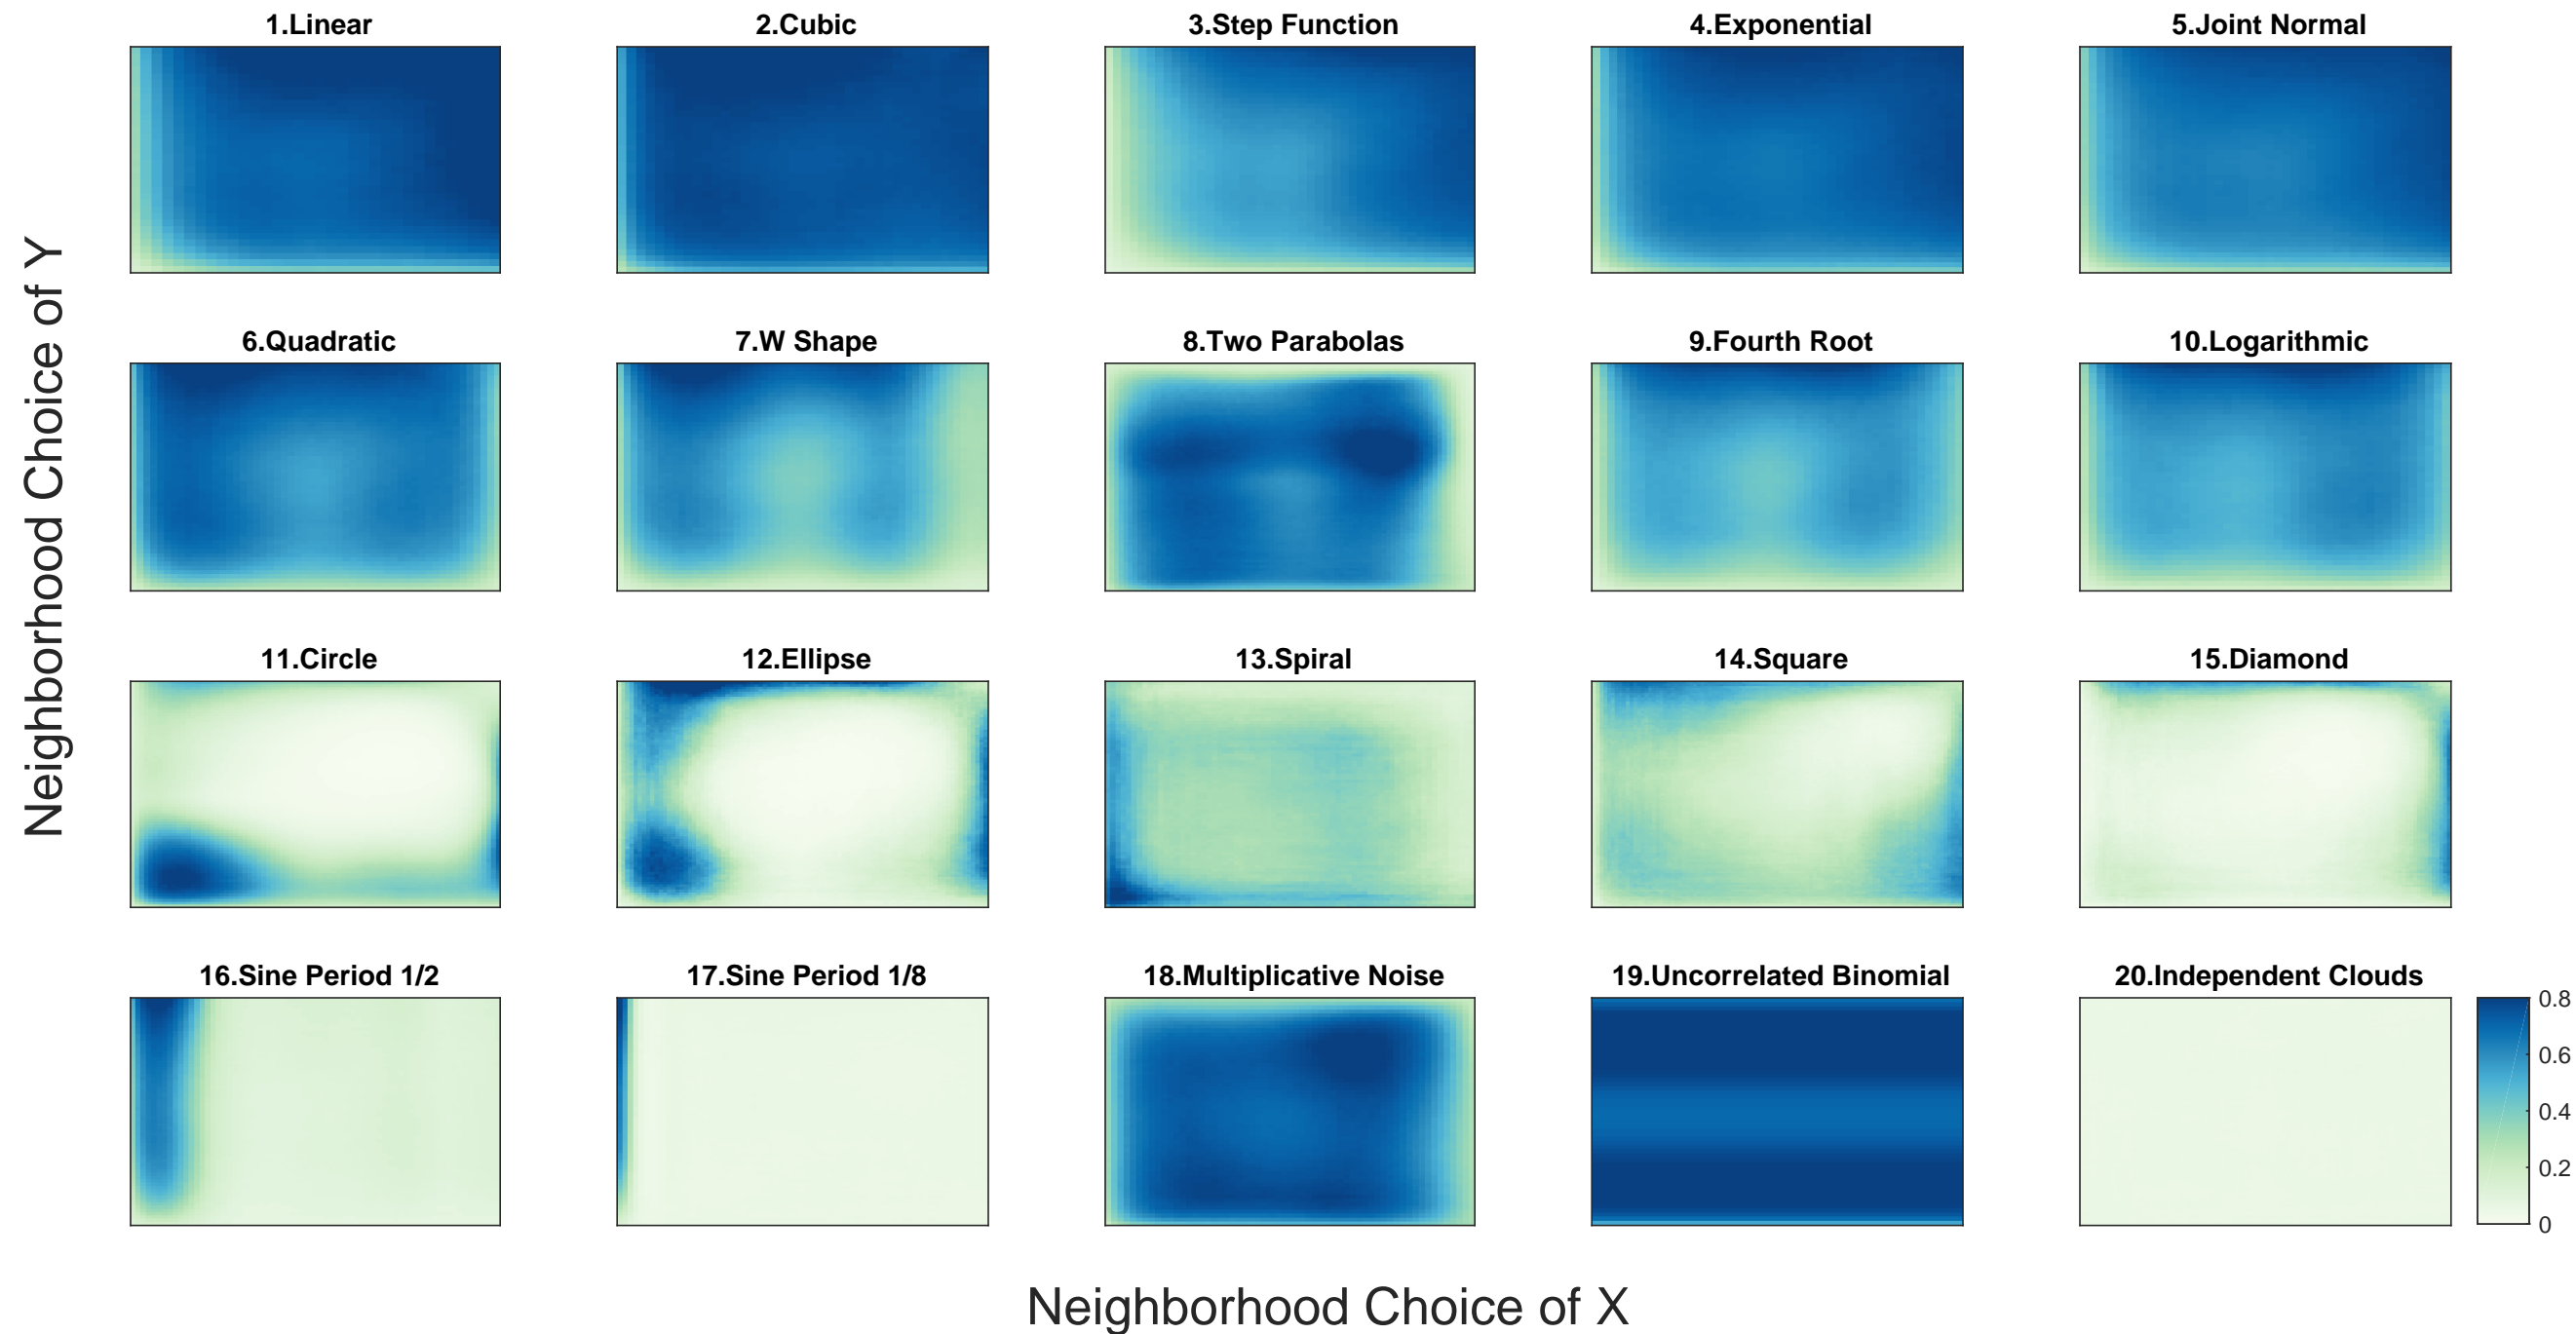 1.Linear
2.Cubic
3.Step Function
4.Exponential
5.Joint Normal
6.Quadratic
7.W Shape
8.Two Parabolas
9.Fourth Root
10.Logarithmic
Neighborhood Choice of Y
11.Circle
12.Ellipse
13.Spiral
14.Square
15.Diamond
16.Sine Period 1/2
17.Sine Period 1/8
18.Multiplicative Noise
19.Uncorrelated Binomial
20.Independent Clouds
0.8
0.6
0.4
0.2
0
Neighborhood Choice of X